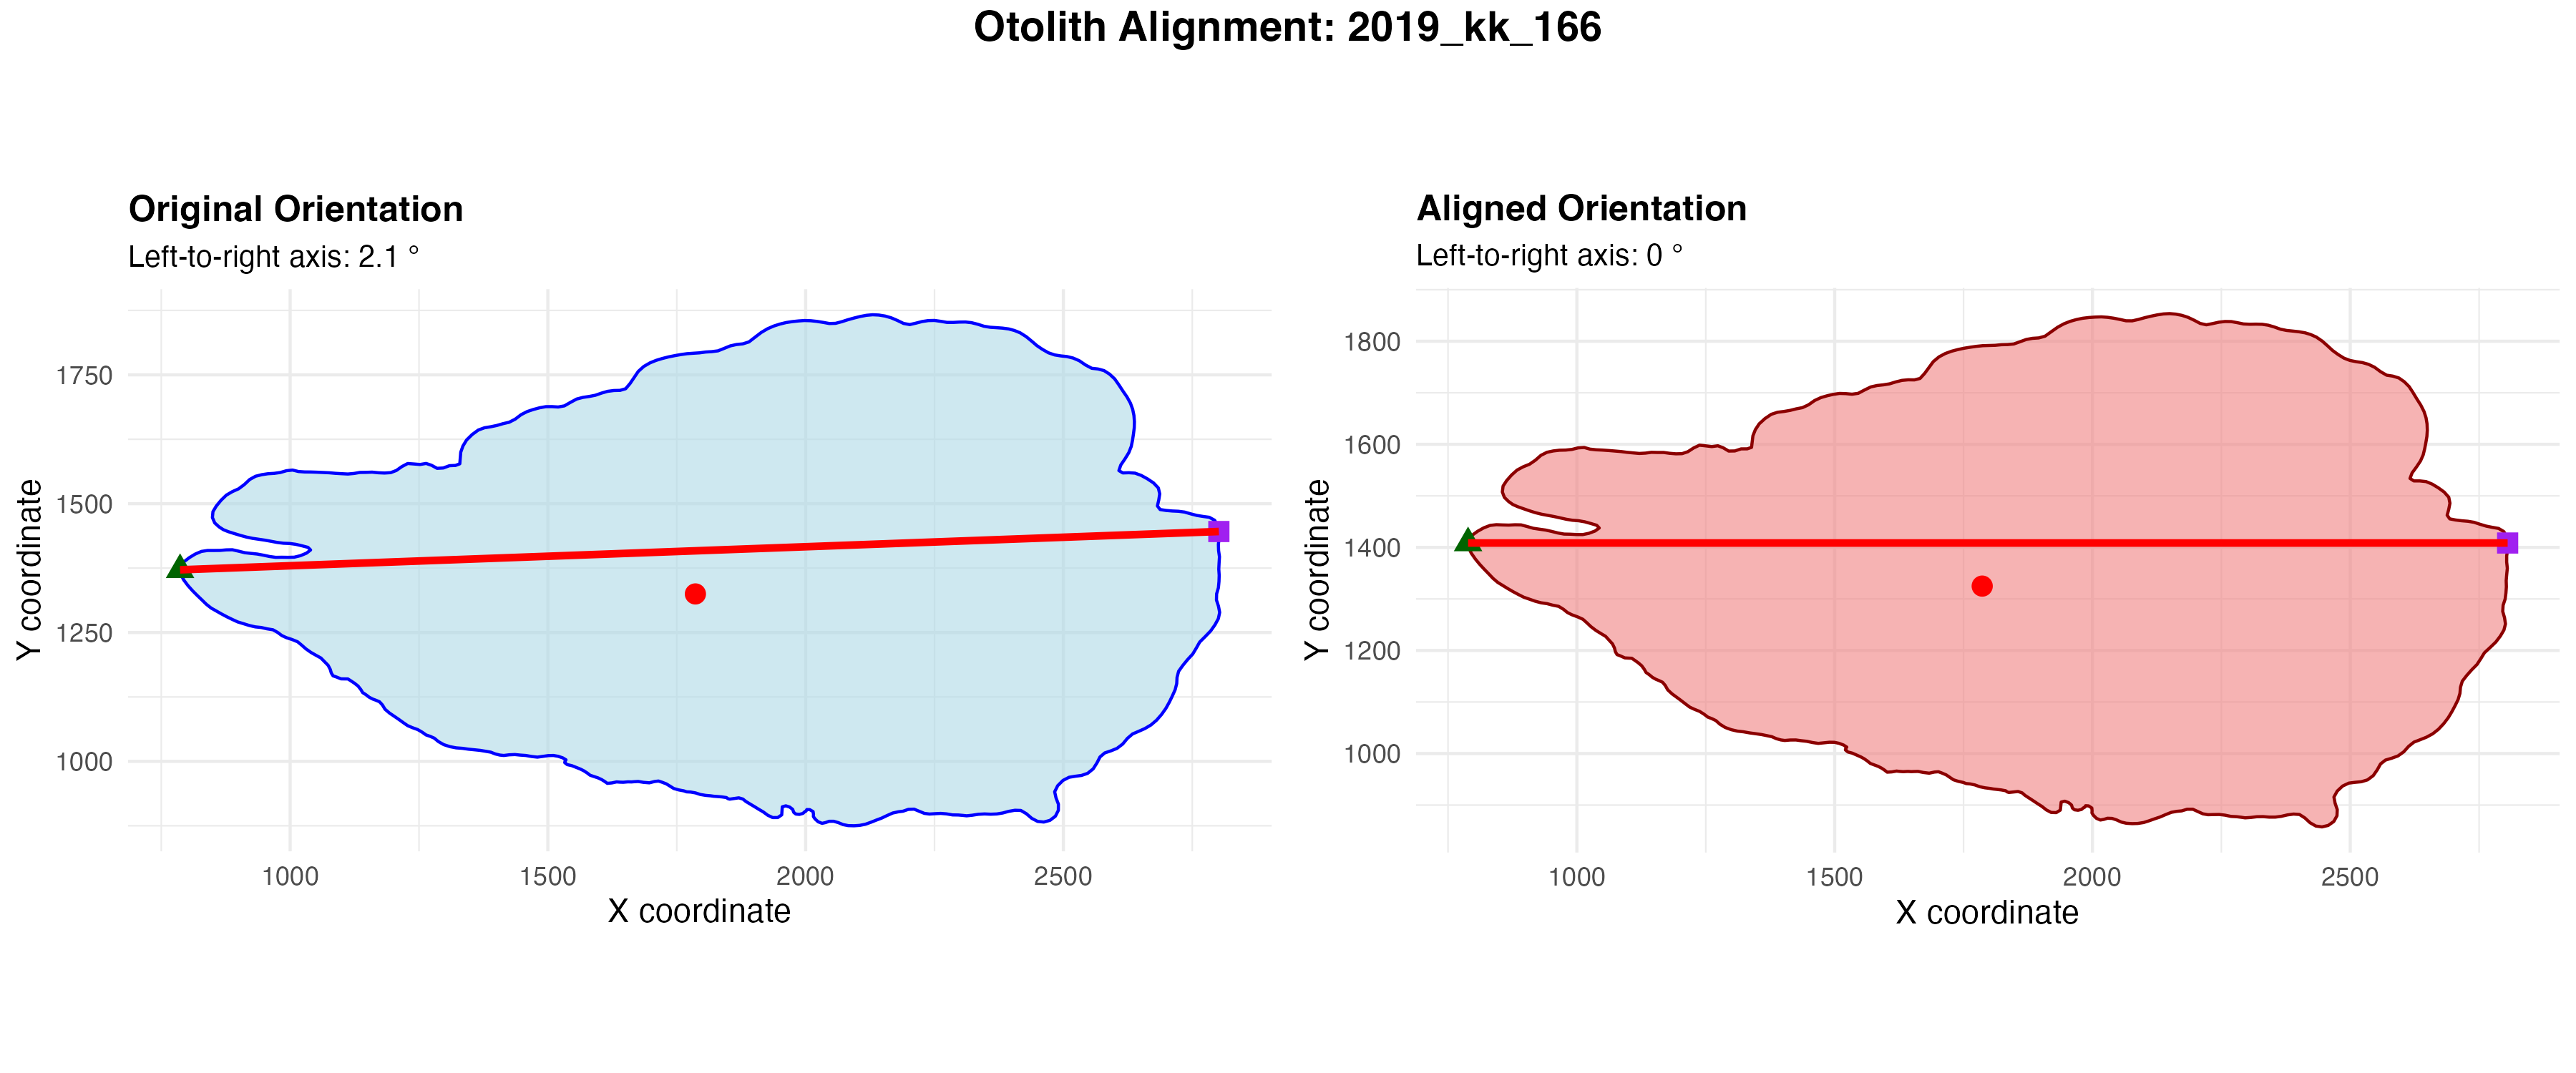 Otolith Alignment: 2019_kk_166
Original Orientation
Left-to-right axis: 2.1 °
Y coordinate
1750
1500
1250
1000
1000 1500 2000 2500
X coordinate
Aligned Orientation
Left-to-right axis: 0 °
Y coordinate
1800
1600
1400
1200
1000
1000 1500 2000 2500
X coordinate